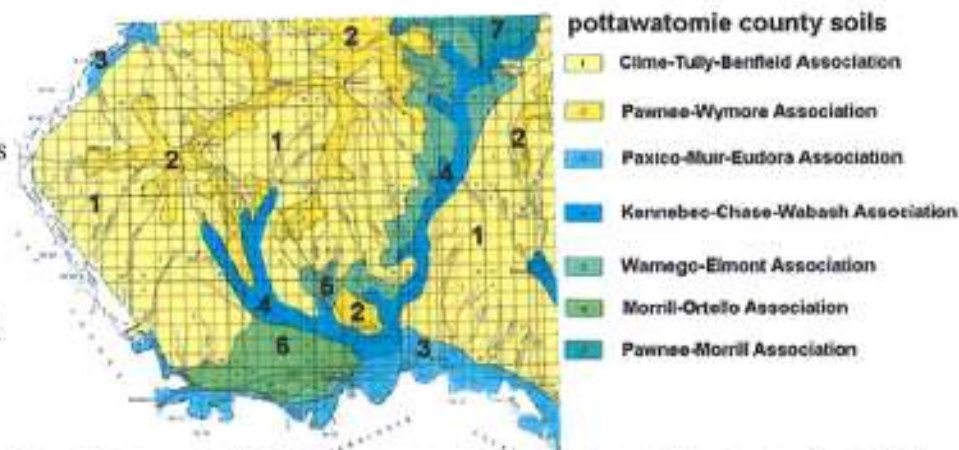 pottawatomie county soils
1 Clime-Tully-Benfield Association
Pawnee-Wymore Association
Paxico-Muir-Eudora Association
Kennebec-Chase-Wabash Association
Wamego-Elmont Association
Morrill-Ortello Association
Pawnee-Morrill Association
2
7
3
1
2
2
4
1
1
5
4
2
6
3
s